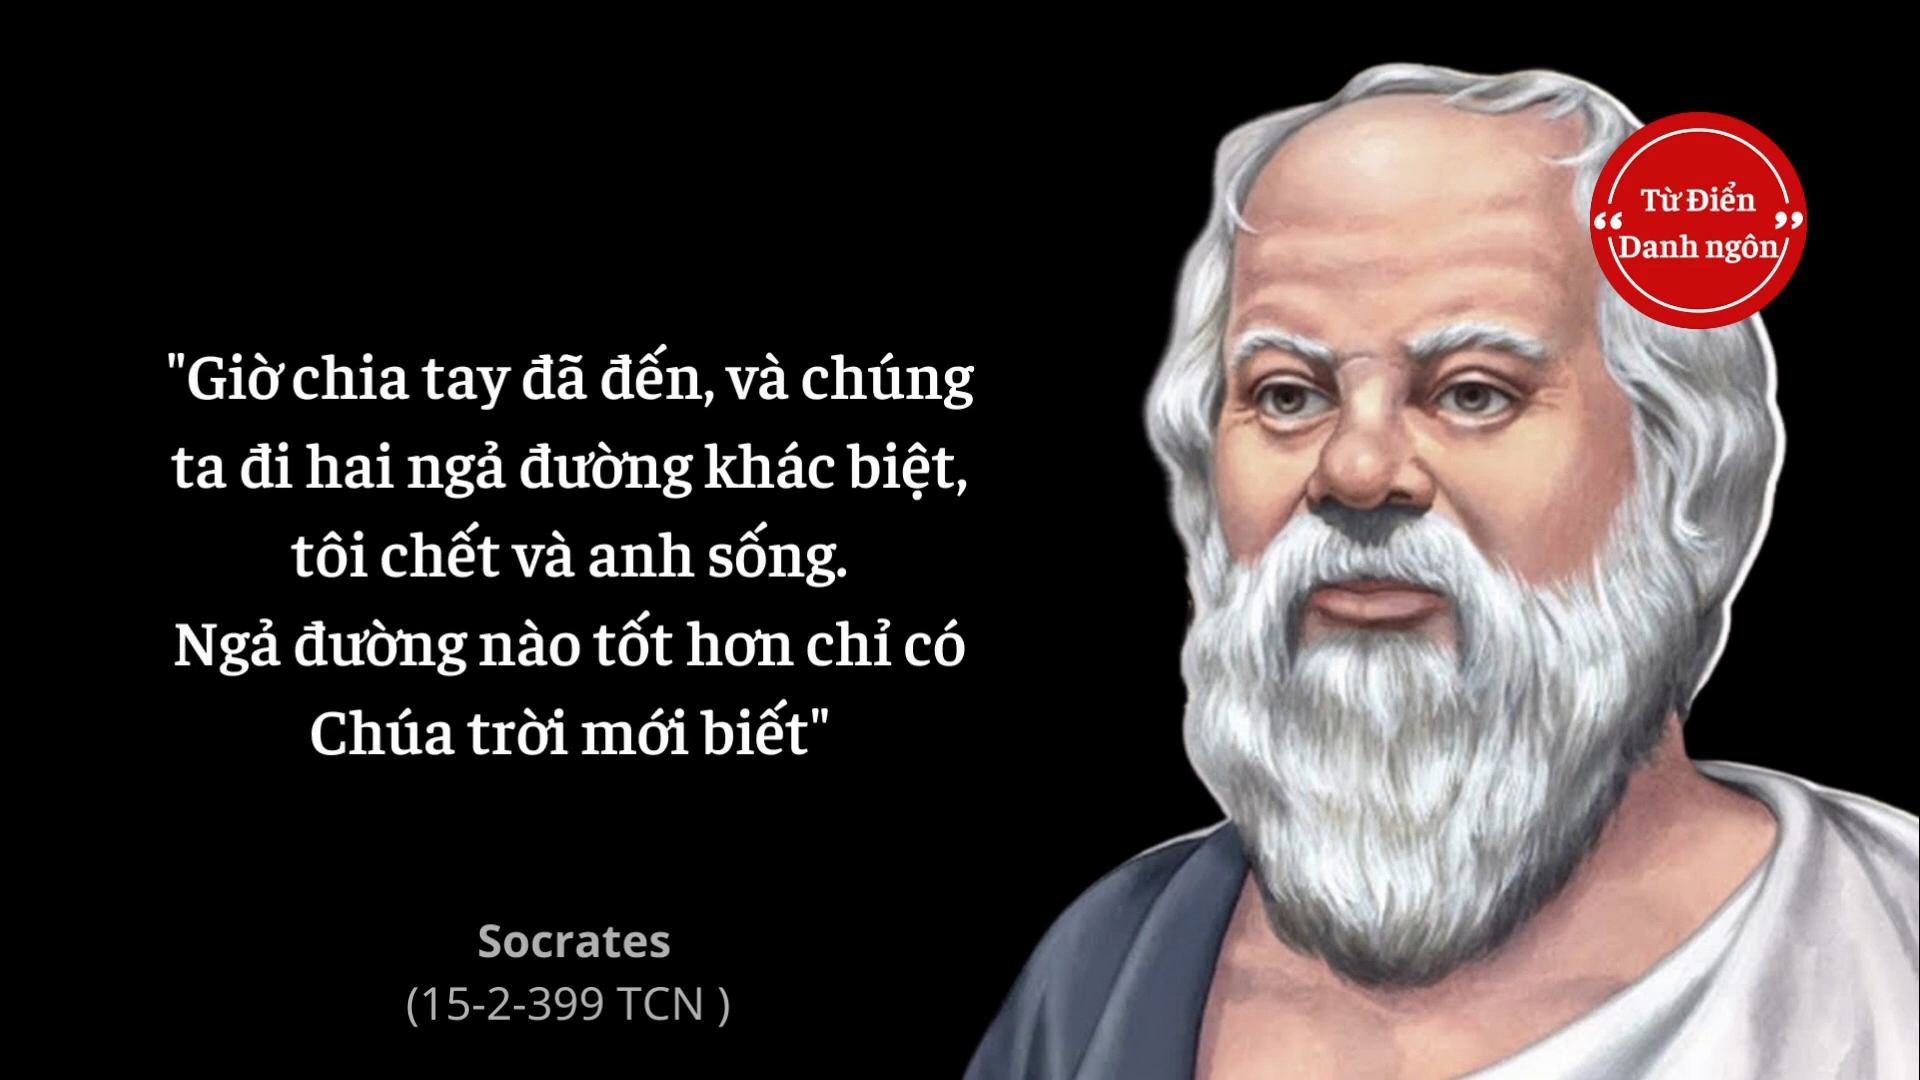 Từ Điển
Danh ngôn
"Giờ chia tay đã đến, và chúng
ta đi hai ngả đường khác biệt,
tôi chết và anh sống.
Ngả đường nào tốt hơn chỉ có
Chúa trời mới biết"
Socrates
(15-2-399 TCN )